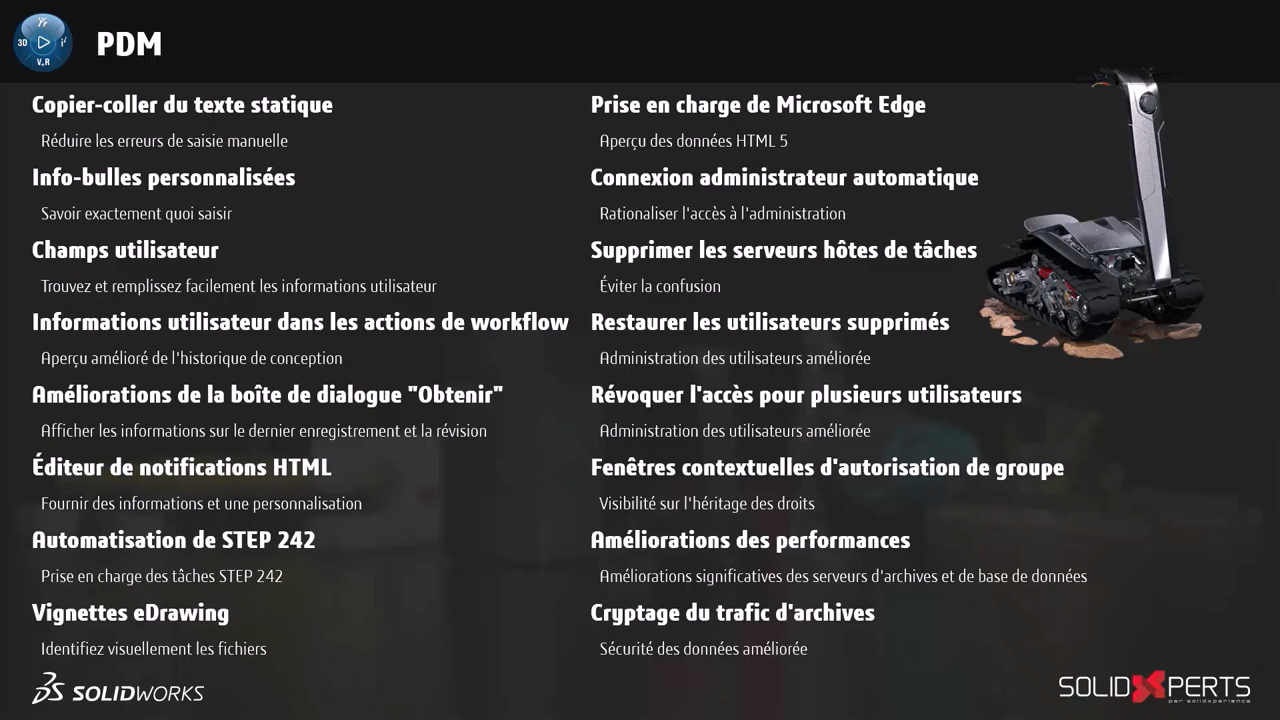 3D
V,R
PDM
Copier-coller du texte statique
Réduire les erreurs de saisie manuelle
Info-bulles personnalisées
Savoir exactement quoi saisir
Champs utilisateur
Trouvez et remplissez facilement les informations utilisateur
Informations utilisateur dans les actions de workflow
Aperçu amélioré de l'historique de conception
Améliorations de la boîte de dialogue "Obtenir"
Afficher les informations sur le dernier enregistrement et la révision
Éditeur de notifications HTML
Fournir des informations et une personnalisation
Automatisation de STEP 242
Prise en charge des tâches STEP 242
Vignettes eDrawing
Identifiez visuellement les fichiers
Prise en charge de Microsoft Edge
Aperçu des données HTML 5
Connexion administrateur automatique
Rationaliser l'accès à l'administration
Supprimer les serveurs hôtes de tâches
Éviter la confusion
Restaurer les utilisateurs supprimés
Administration des utilisateurs améliorée
Révoquer l'accès pour plusieurs utilisateurs
Administration des utilisateurs améliorée
Fenêtres contextuelles d'autorisation de groupe
Visibilité sur l'héritage des droits
Améliorations des performances
Améliorations significatives des serveurs d'archives et de base de données
Cryptage du trafic d'archives
Sécurité des données améliorée
SOLIDWORKS
SOLIDXPERTS
par solidxperience